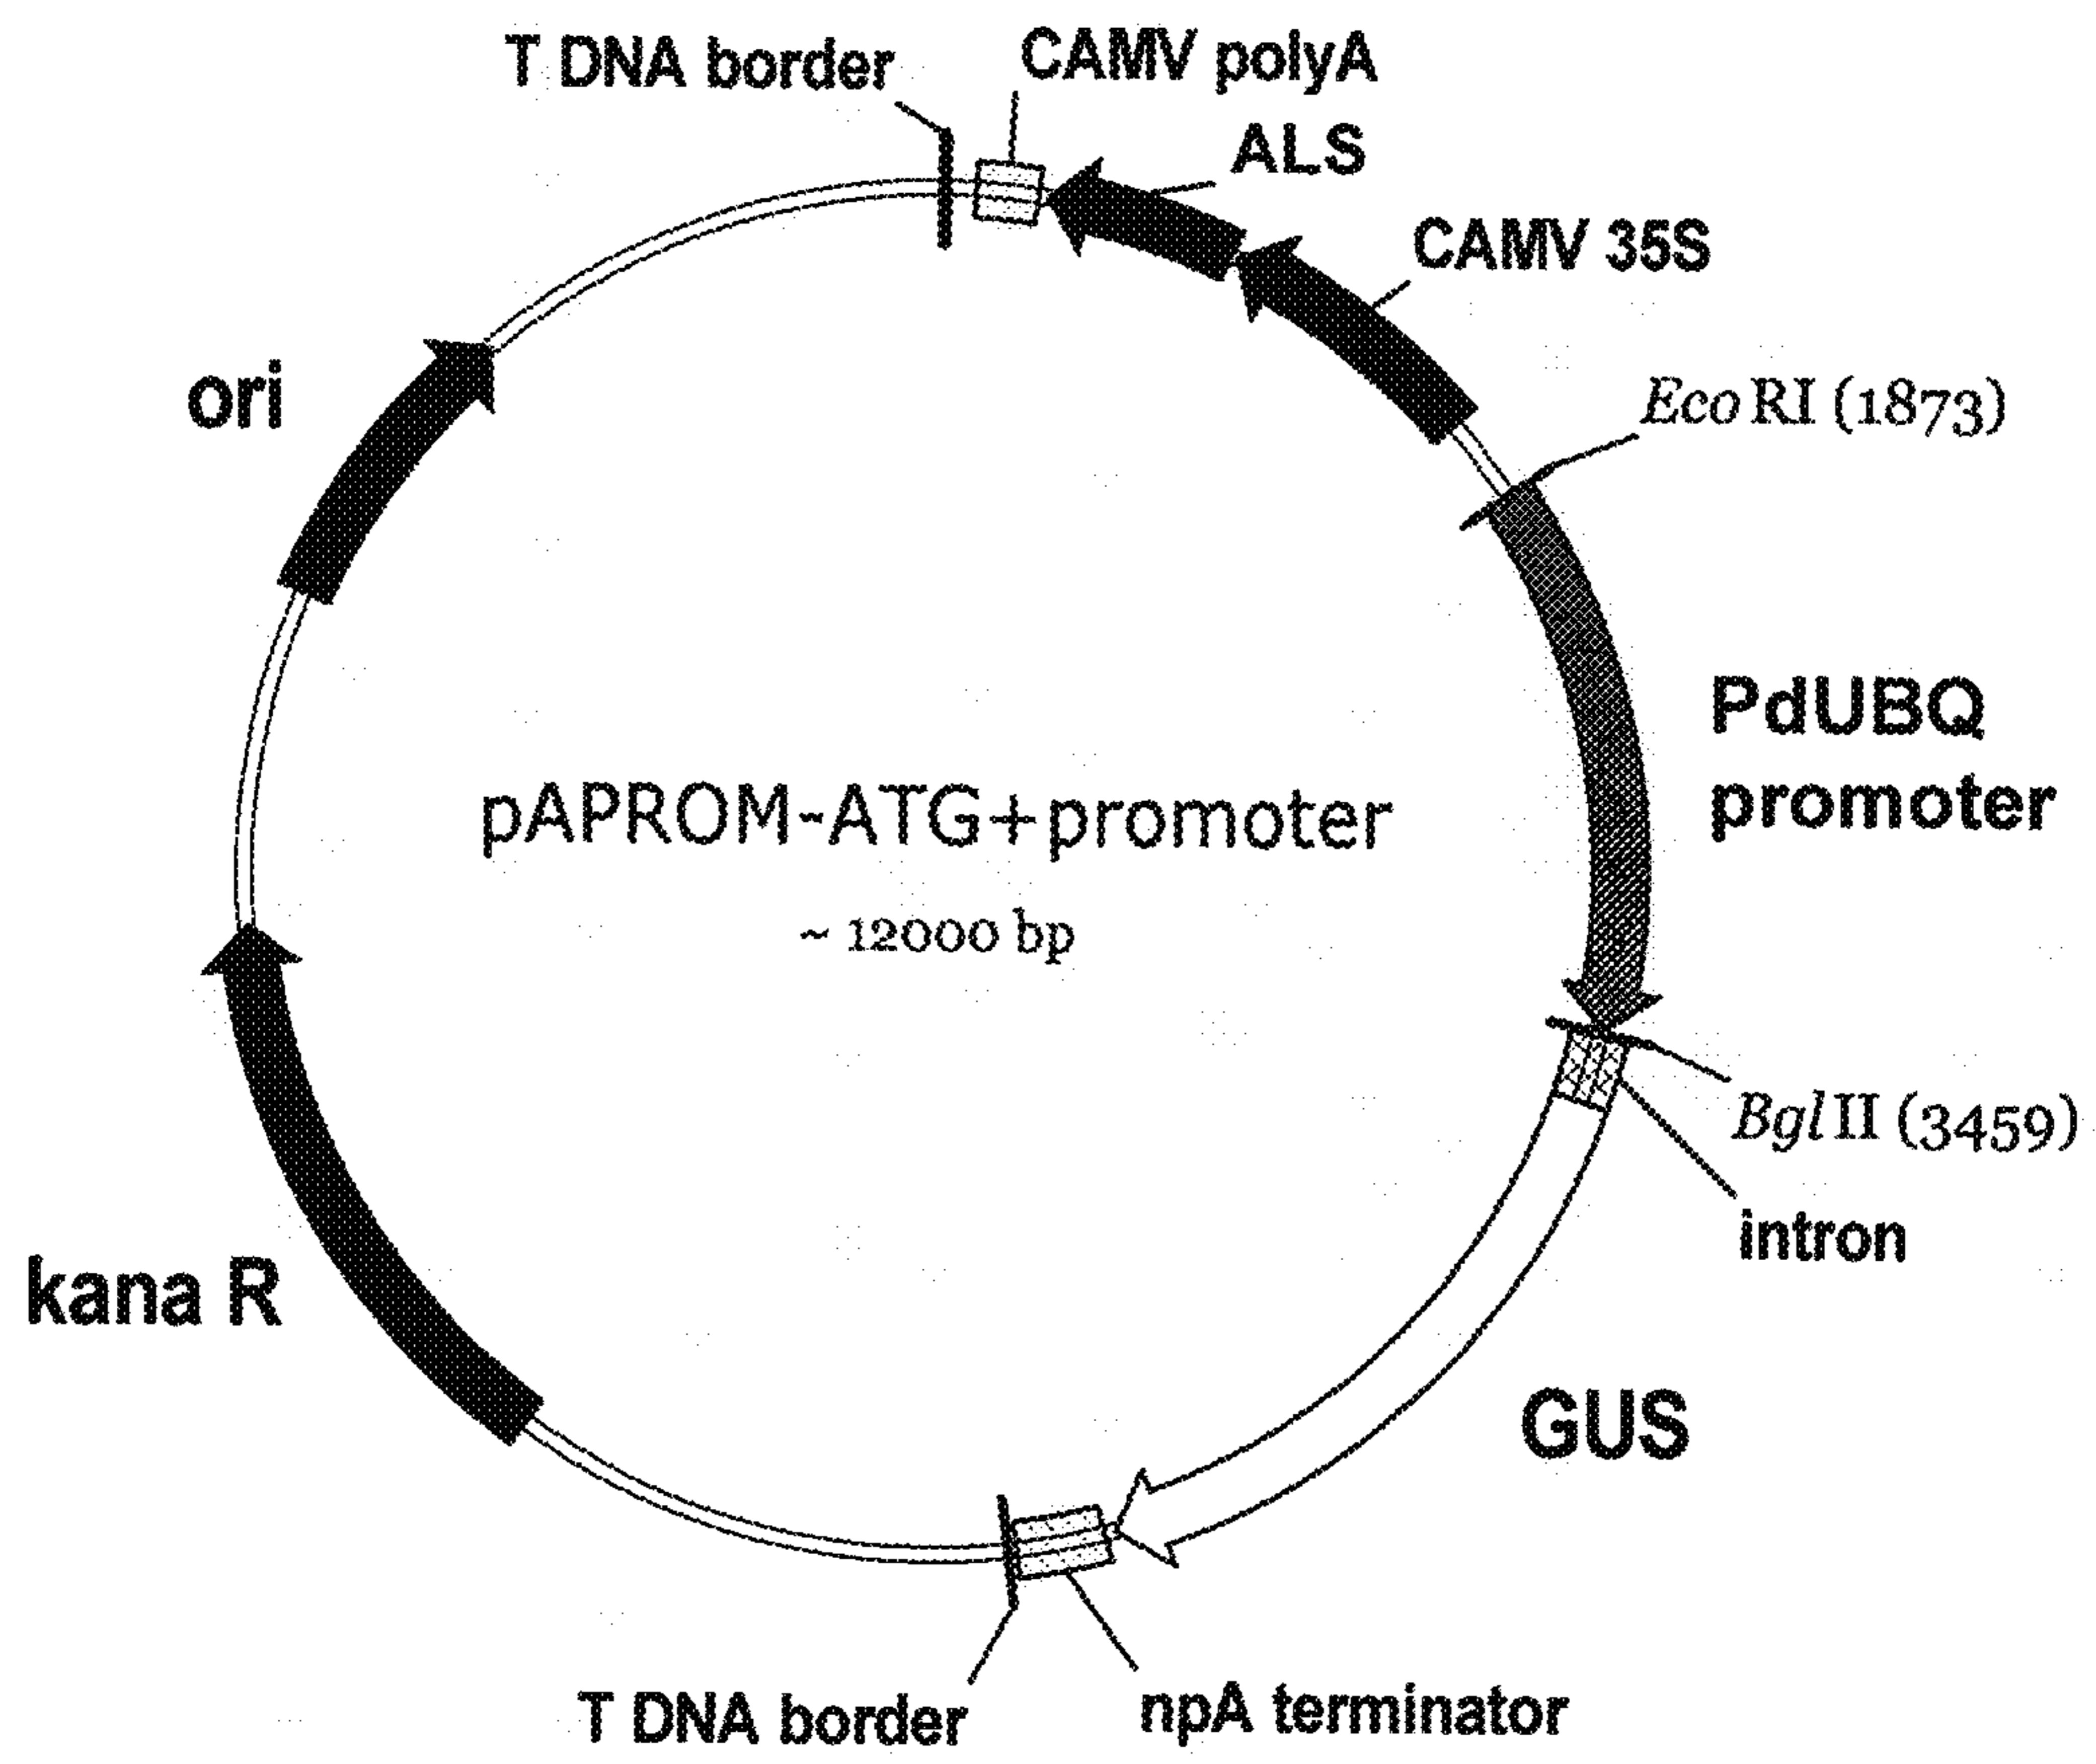 T DNA border
CAMV polyA
ALS
CAMV 35S
EcoRI (1873)
ori
PdUBQ
promoter
pAPROM-ATG+promoter
~ 12000 bp
BglII (3459)
intron
kana R
GUS
T DNA border
npA terminator